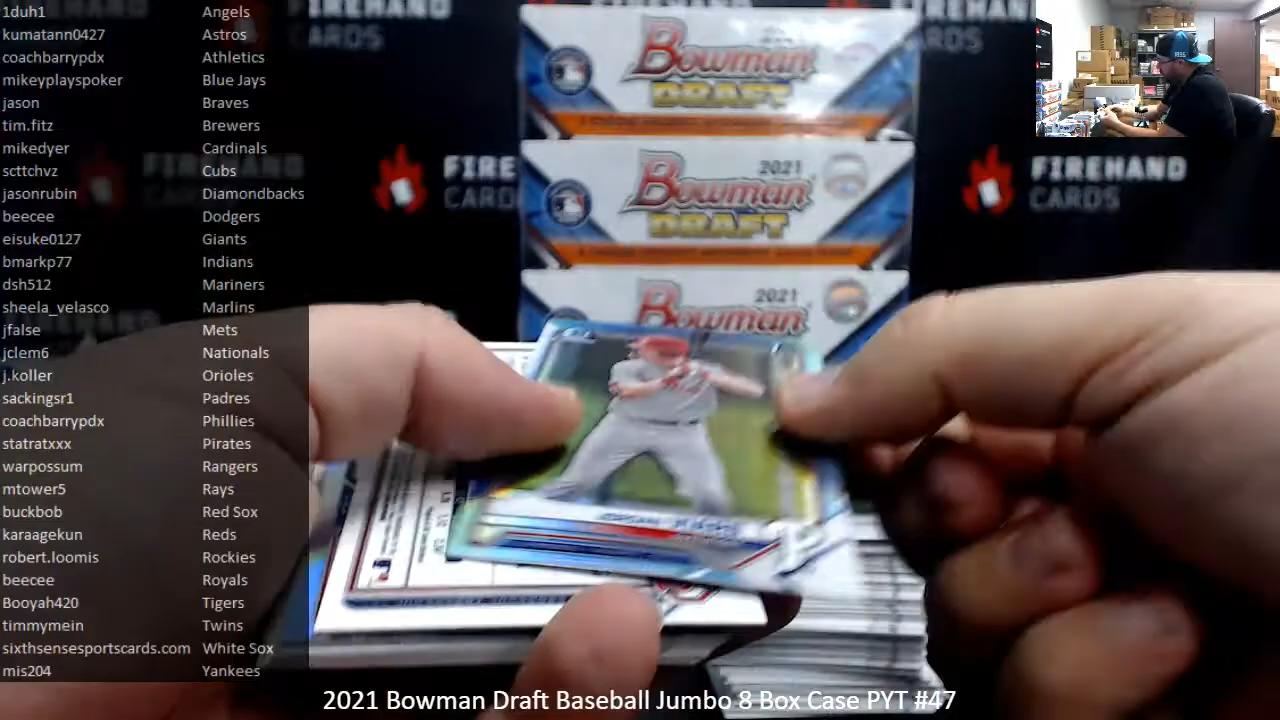 1duh1 Angels
kumatann0427 Astros
coachbarrypdx Athletics
mikeyplayspoker Blue Jays
jason Braves
tim.fitz Brewers
mikedyer Cardinals
scttchvz Cubs
jasonrubin Diamondbacks
beecee Dodgers
eisuke0127 Giants
bmarkp77 Indians
dsh512 Mariners
sheela_velasco Marlins
jfalse Mets
jclem6 Nationals
j.koller Orioles
sackingsr1 Padres
coachbarrypdx Phillies
statratxxx Pirates
warpossum Rangers
mtower5 Rays
buckbob Red Sox
karaagekun Reds
robert.loomis Rockies
beecee Royals
Booyah420 Tigers
timmymein Twins
sixthsensesportscards.com White Sox
mis204 Yankees
FIREHAND
CARDS
Bowman
DRAFT
FIREHAND
CARDS
FIRE
CARD
2021
Bowman
DRAFT
FIREHAND
CARDS
2021
Bowman
2021 Bowman Draft Baseball Jumbo 8 Box Case PYT #47